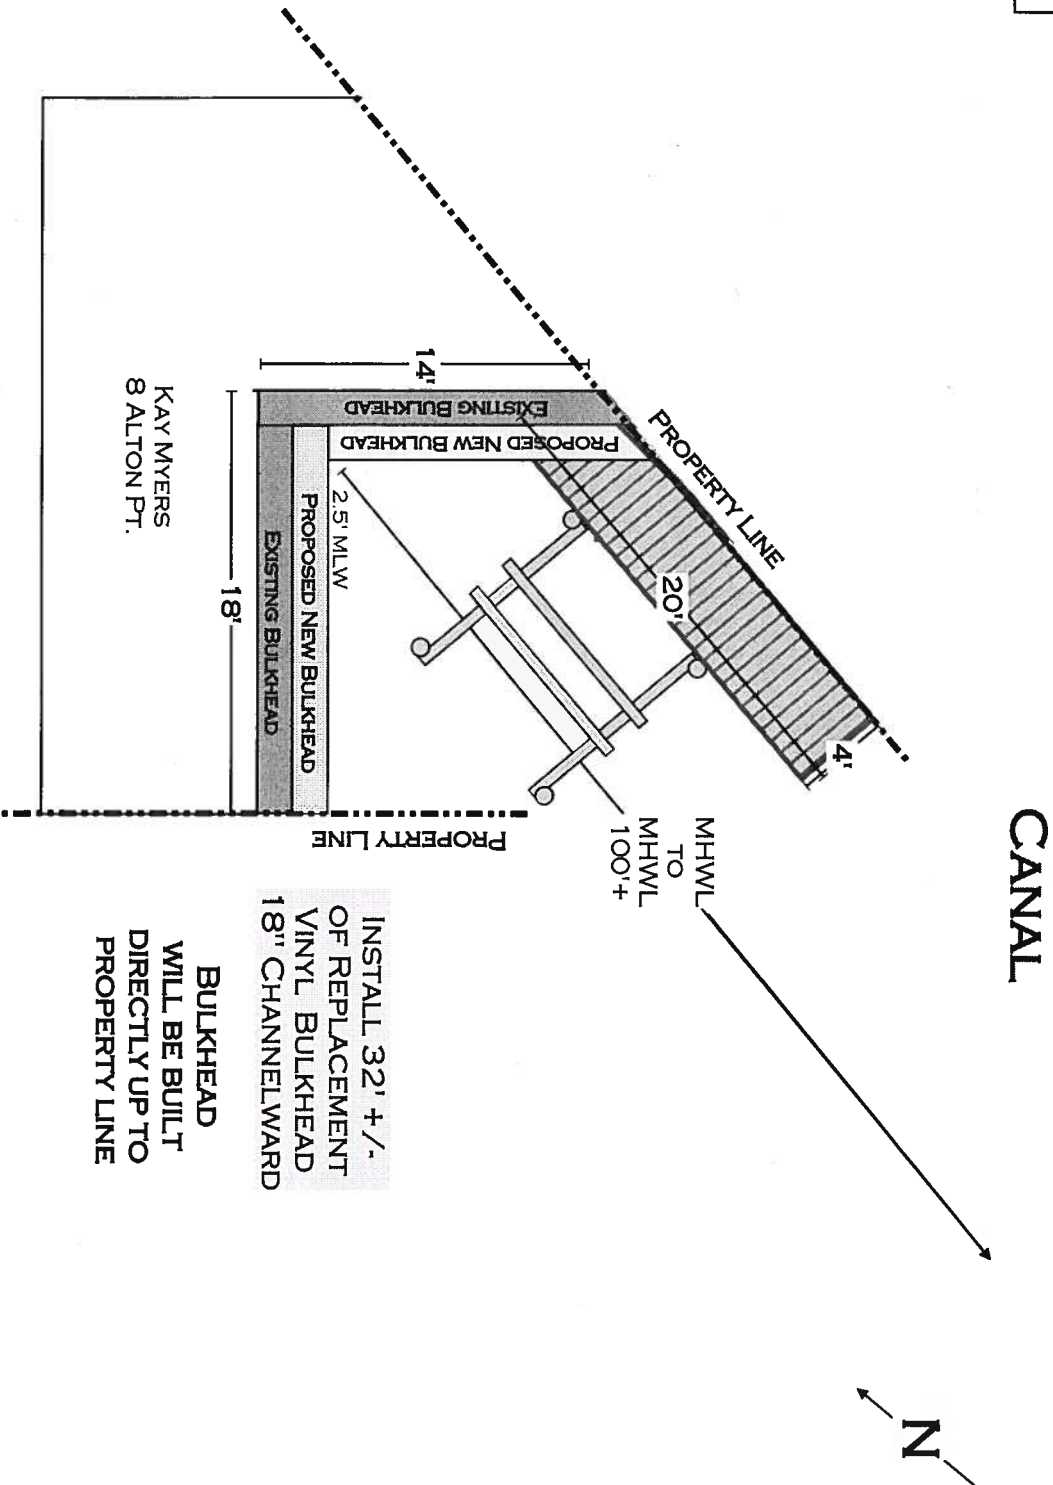 CANAL
N
PROPERTY LINE
4'
20'
MHWL
TO
MHWL
100'+
14'
EXISTING BULKHEAD
PROPOSED NEW BULKHEAD
2.5' MLW
PROPOSED NEW BULKHEAD
EXISTING BULKHEAD
18'
PROPERTY LINE
KAY MYERS
8 ALTON PT.
INSTALL 32' +/-
OF REPLACEMENT
VINYL BULKHEAD
18" CHANNELWARD
BULKHEAD
WILL BE BUILT
DIRECTLY UP TO
PROPERTY LINE